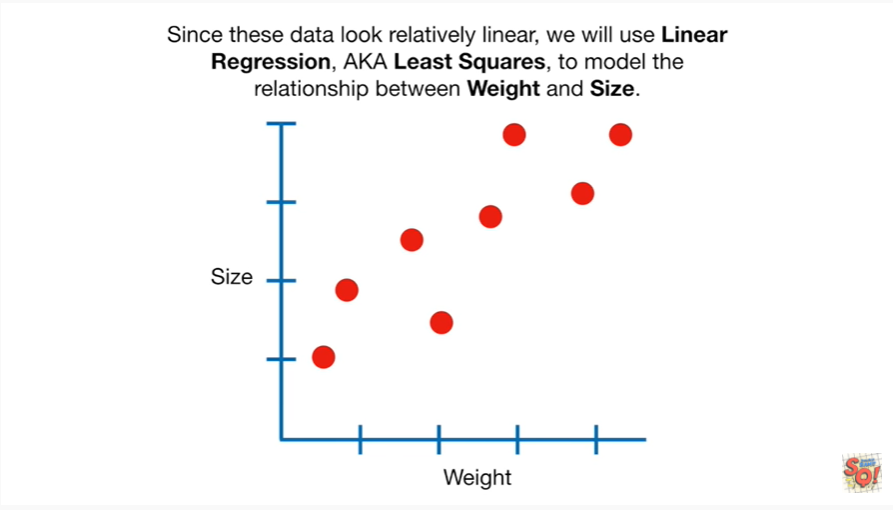 Since these data look relatively linear, we will use Linear
Regression, AKA Least Squares, to model the
relationship between Weight and Size.
Size
Weight
SQ!